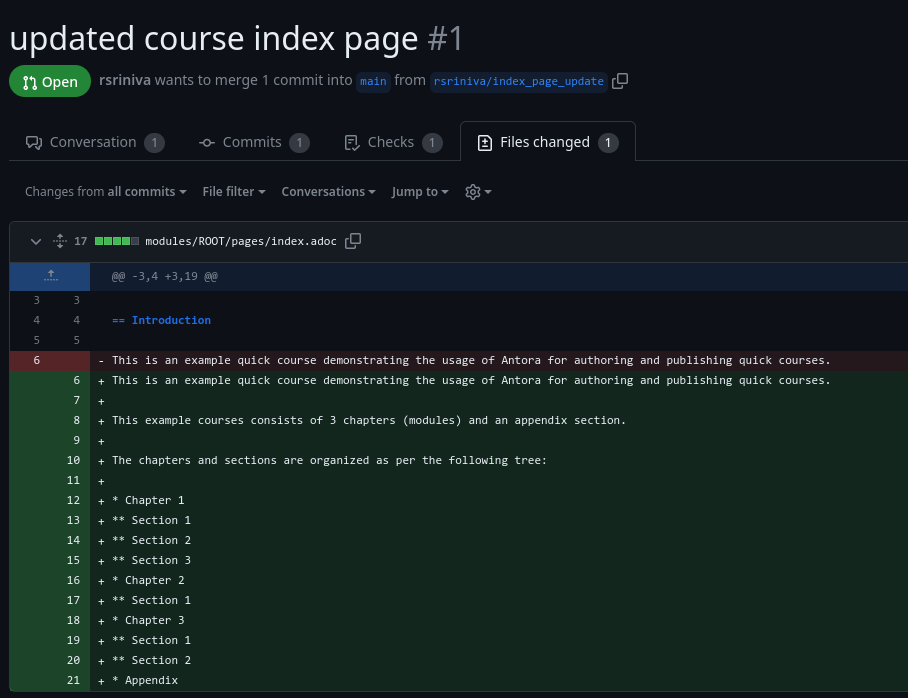 updated course index page #1
Open rsriniva wants to merge 1 commit into main from rsriniva/index_page_update
Conversation 1 Commits 1 Checks 1 Files changed 1
Changes from all commits File filter Conversations Jump to
17 modules/ROOT/pages/index.adoc
@@ -3,4 +3,19 @@
3 3
4 4 == Introduction
5 5
6 - This is an example quick course demonstrating the usage of Antora for authoring and publishing quick courses.
6 + This is an example quick course demonstrating the usage of Antora for authoring and publishing quick courses.
7 +
8 + This example courses consists of 3 chapters (modules) and an appendix section.
9 +
10 + The chapters and sections are organized as per the following tree:
11 +
12 + * Chapter 1
13 + ** Section 1
14 + ** Section 2
15 + ** Section 3
16 + * Chapter 2
17 + ** Section 1
18 + * Chapter 3
19 + ** Section 1
20 + ** Section 2
21 + * Appendix